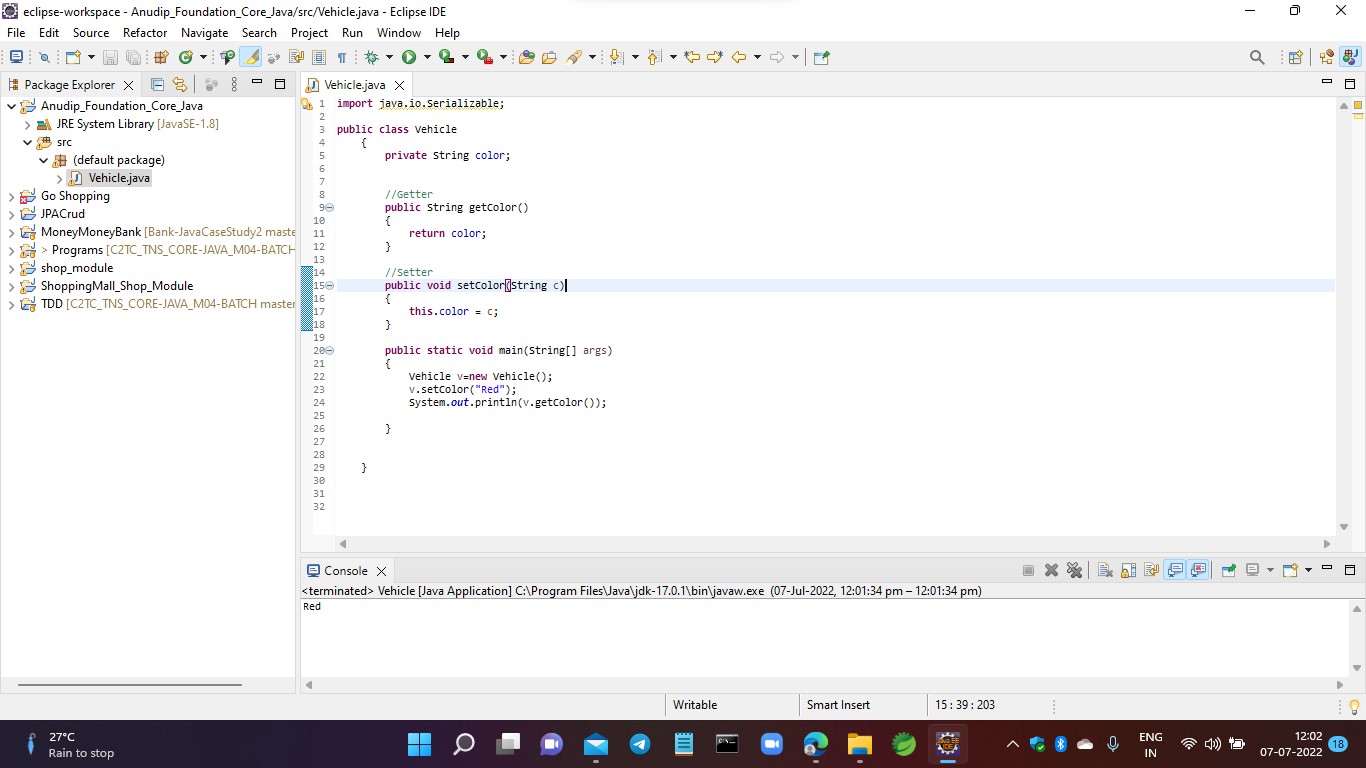 eclipse-workspace - Anudip_Foundation_Core_Java/src/Vehicle.java - Eclipse IDE
File Edit Source Refactor Navigate Search Project Run Window Help
Package Explorer
Anudip_Foundation_Core_Java
JRE System Library [JavaSE-1.8]
src
(default package)
Vehicle.java
Go Shopping
JPACrud
MoneyMoneyBank [Bank-JavaCaseStudy2 maste
> Programs [C2TC_TNS_CORE-JAVA_M04-BATCH
shop_module
ShoppingMall_Shop_Module
TDD [C2TC_TNS_CORE-JAVA_M04-BATCH master
Vehicle.java
1 import java.io.Serializable;
2
3 public class Vehicle
4 {
5 private String color;
6
7
8 //Getter
9 public String getColor()
10 {
11 return color;
12 }
13
14 //Setter
15 public void setColor(String c)
16 {
17 this.color = c;
18 }
19
20 public static void main(String[] args)
21 {
22 Vehicle v=new Vehicle();
23 v.setColor("Red");
24 System.out.println(v.getColor());
25
26 }
27
28
29 }
30
31
32
Console
<terminated> Vehicle [Java Application] C:\Program Files\Java\jdk-17.0.1\bin\javaw.exe (07-Jul-2022, 12:01:34 pm – 12:01:34 pm)
Red
Writable Smart Insert 15 : 39 : 203
27°C
Rain to stop
ENG
IN
12:02
07-07-2022
18